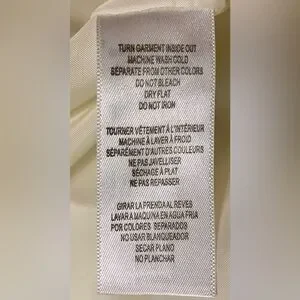 TURN GARMENT INSIDE OUT
MACHINE WASH COLD
SEPARATE FROM OTHER COLORS
DO NOT BLEACH
DRY FLAT
DO NOT IRON
TOURNER VÊTEMENT À L'INTÉRIEUR
MACHINE À LAVER À FROID
SÉPARÉMENT D'AUTRES COULEURS
NE PAS JAVELLISER
SÉCHAGE À PLAT
NE PAS REPASSER
GIRAR LA PRENDA AL REVES
LAVAR A MAQUINA EN AGUA FRIA
POR COLORES SEPARADOS
NO USAR BLANQUEADOR
SECAR PLANO
NO PLANCHAR